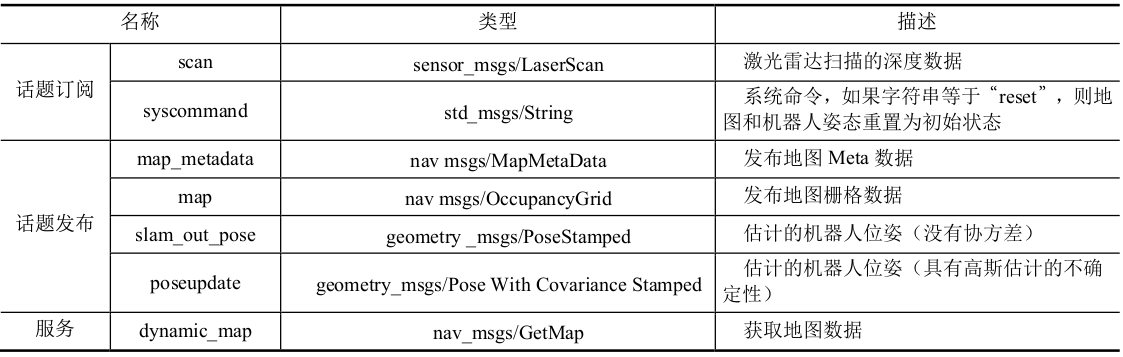 名称 类型 描述
话题订阅 scan sensor_msgs/LaserScan 激光雷达扫描的深度数据
syscommand std_msgs/String 系统命令，如果字符串等于“reset”，则地
图和机器人姿态重置为初始状态
话题发布 map_metadata nav msgs/MapMetaData 发布地图 Meta 数据
map nav msgs/OccupancyGrid 发布地图栅格数据
slam_out_pose geometry _msgs/PoseStamped 估计的机器人位姿（没有协方差）
poseupdate geometry_msgs/Pose With Covariance Stamped 估计的机器人位姿（具有高斯估计的不确
定性）
服务 dynamic_map nav_msgs/GetMap 获取地图数据